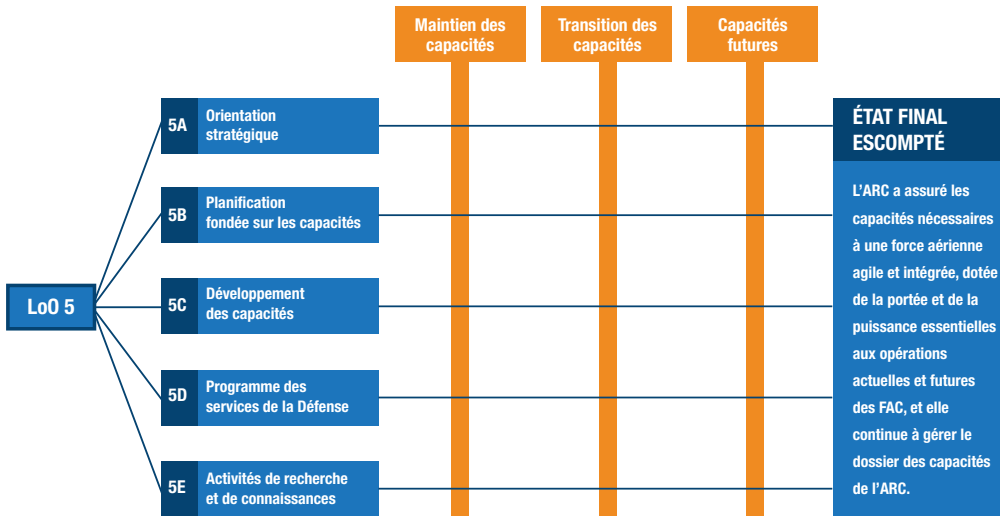 Maintien des
capacités
Transition des
capacités
Capacités
futures
5A
Orientation
stratégique
5B
Planification
fondée sur les capacités
LoO 5
5C
Développement
des capacités
5D
Programme des
services de la Défense
5E
Activités de recherche
et de connaissances
ÉTAT FINAL
ESCOMPTÉ
L'ARC a assuré les
capacités nécessaires
à une force aérienne
agile et intégrée, dotée
de la portée et de la
puissance essentielles
aux opérations
actuelles et futures
des FAC, et elle
continue à gérer le
dossier des capacités
de l'ARC.